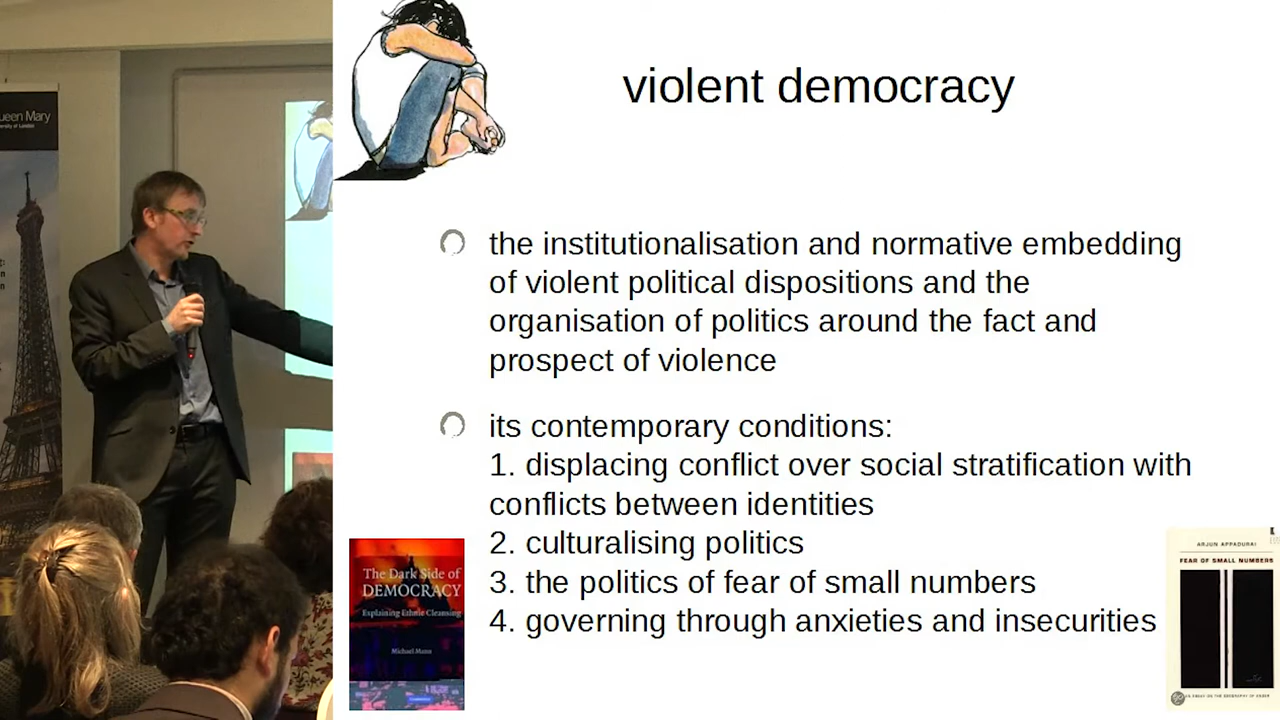 ueen Mary
violent democracy
the institutionalisation and normative embedding
of violent political dispositions and the
organisation of politics around the fact and
prospect of violence
its contemporary conditions:
1. displacing conflict over social stratification with
conflicts between identities
2. culturalising politics
3. the politics of fear of small numbers
4. governing through anxieties and insecurities
The Dark Side of
DEMOCRACY
Explaining Ethnic Cleansing
Michael Mann
ARJUN APPADURAI
FEAR OF SMALL NUMBERS